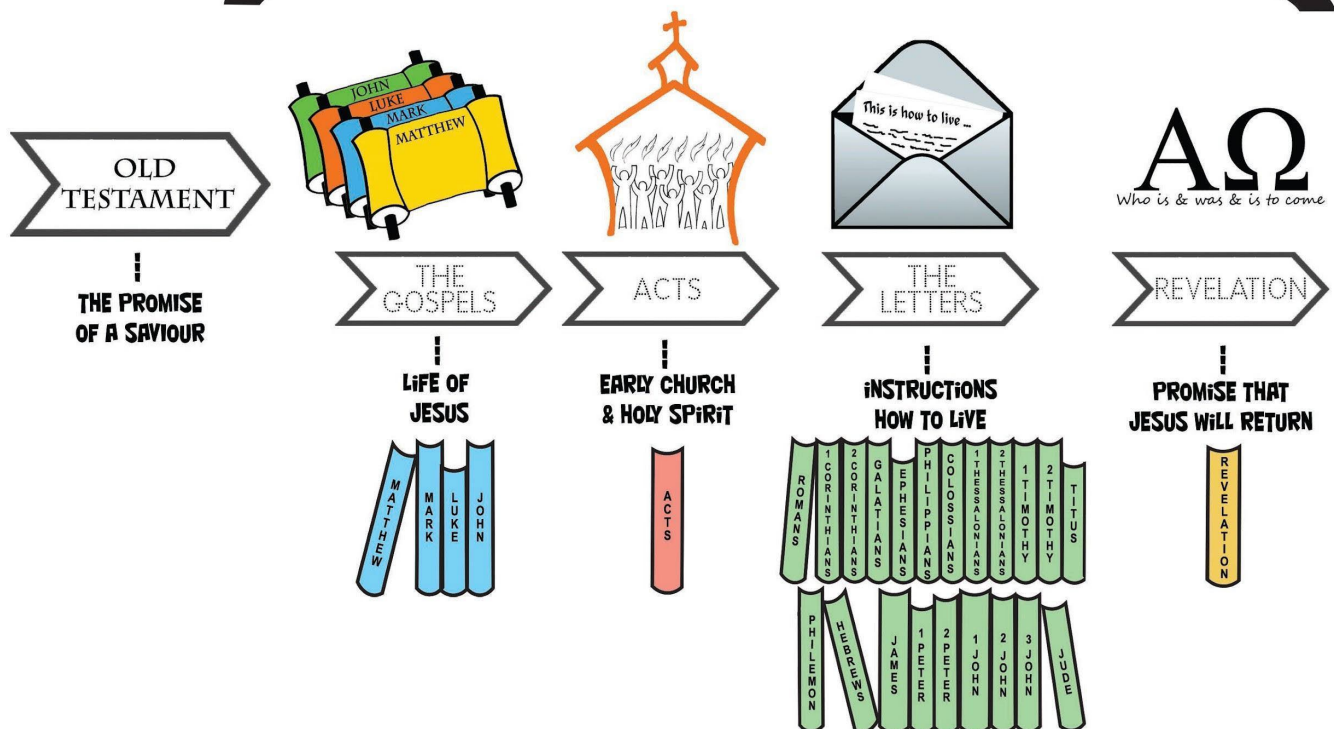 OLD
TESTAMENT
THE PROMISE
OF A SAVIOUR
JOHN
LUKE
MARK
MATTHEW
THE
GOSPELS
LIFE OF
JESUS
MATTHEW
MARK
LUKE
JOHN
ACTS
EARLY CHURCH
& HOLY SPIRIT
ACTS
This is how to live ...
THE
LETTERS
INSTRUCTIONS
HOW TO LIVE
ROMANS
1 CORINTHIANS
2 CORINTHIANS
GALATIANS
EPHESIANS
PHILIPPIANS
COLOSSIANS
1 THESSALONIANS
2 THESSALONIANS
1 TIMOTHY
2 TIMOTHY
TITUS
PHILEMON
HEBREWS
JAMES
1 PETER
2 PETER
1 JOHN
2 JOHN
3 JOHN
JUDE
ΑΩ
Who is & was & is to come
REVELATION
PROMISE THAT
JESUS WILL RETURN
REVELATION